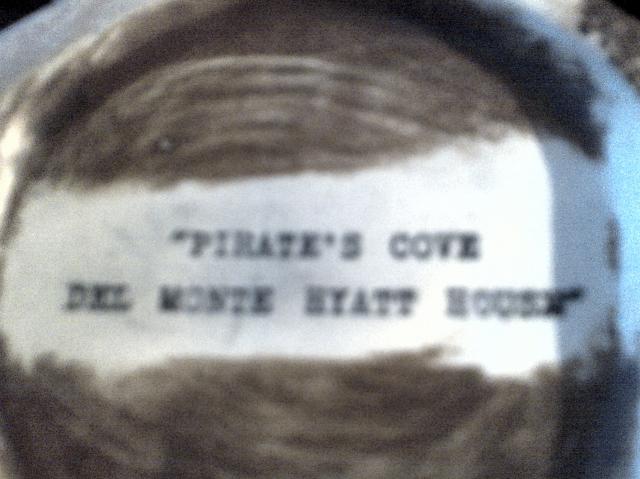 "PIRATE'S COVE
DEL MONTE HYATT HOUSE"